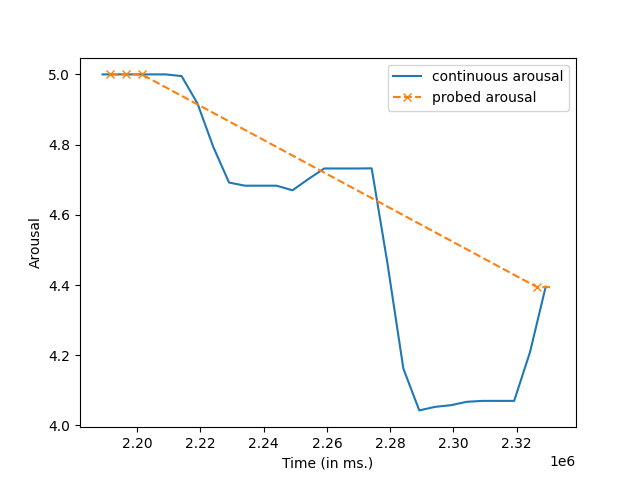 continuous arousal
probed arousal
5.0
4.8
4.6
4.4
4.2
4.0
Arousal
2.20 2.22 2.24 2.26 2.28 2.30 2.32
1e6
Time (in ms.)